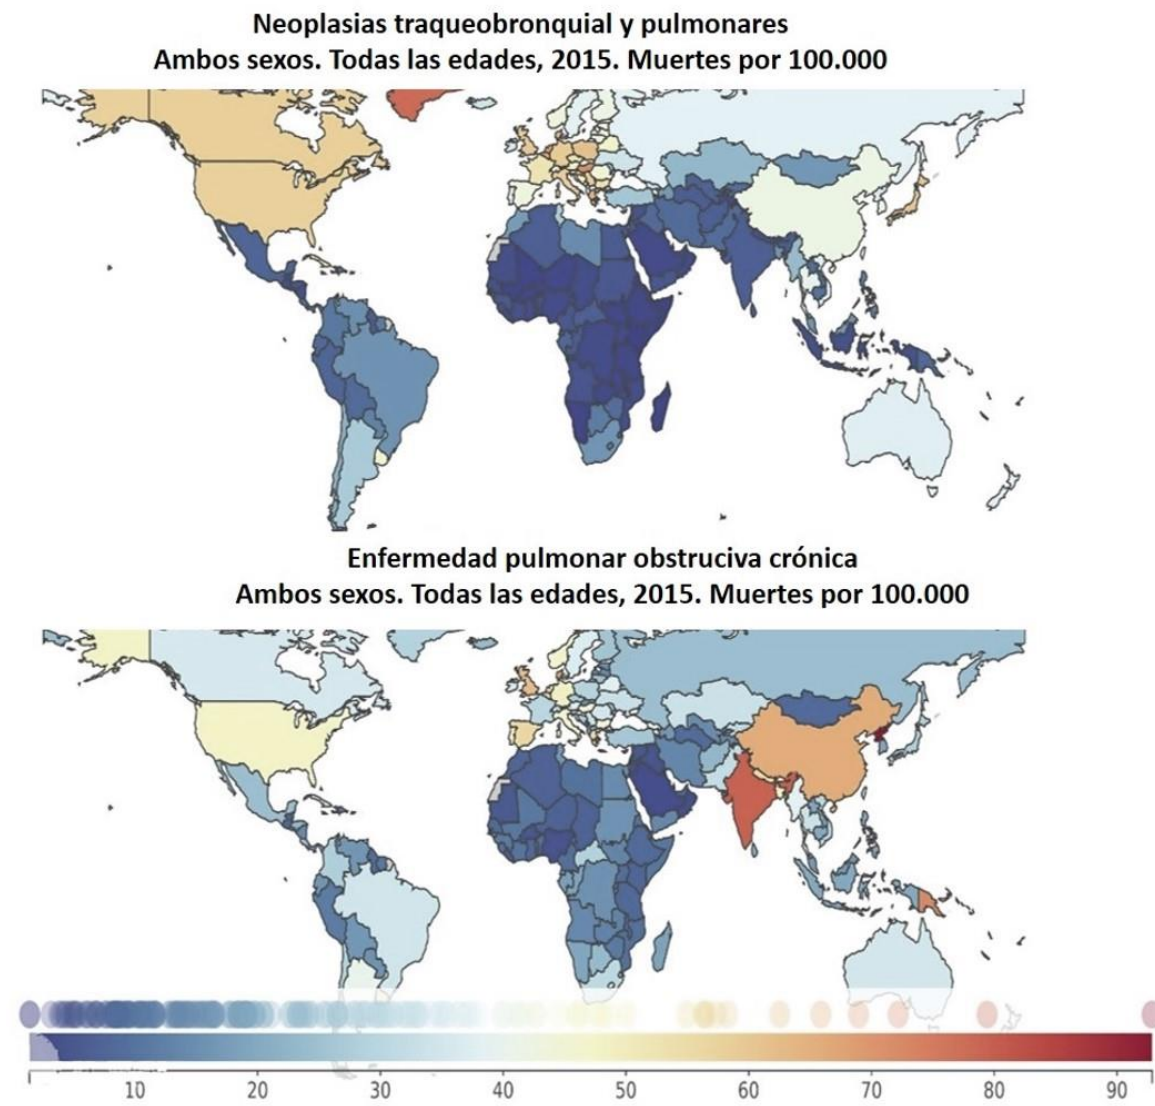 Neoplasias traqueobronquial y pulmonares
Ambos sexos. Todas las edades, 2015. Muertes por 100.000
Enfermedad pulmonar obstruciva crónica
Ambos sexos. Todas las edades, 2015. Muertes por 100.000
10 20 30 40 50 60 70 80 90